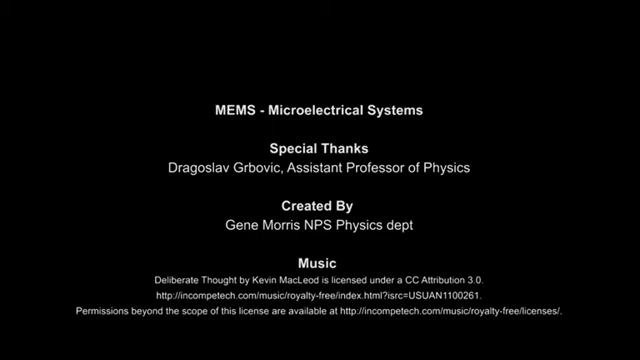 MEMS - Microelectrical Systems
Special Thanks
Dragoslav Grbovic, Assistant Professor of Physics
Created By
Gene Morris NPS Physics dept
Music
Deliberate Thought by Kevin MacLeod is licensed under a CC Attribution 3.0.
http://incompetech.com/music/royalty-free/index.html?isrc=USUAN1100261.
Permissions beyond the scope of this license are available at http://incompetech.com/music/royalty-free/licenses/.